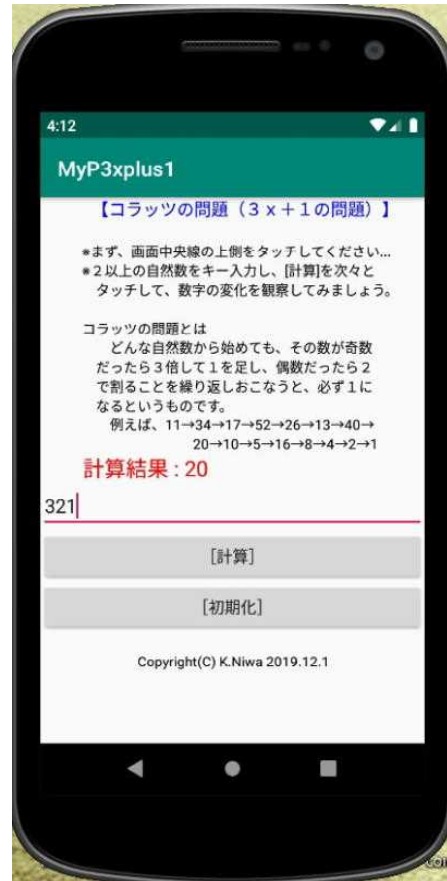 4:12
MyP3xplus1
【コラッツの問題（３ｘ＋１の問題）】
*まず、画面中央線の上側をタッチしてください...
*２以上の自然数をキー入力し、[計算]を次々と
タッチして、数字の変化を観察してみましょう。
コラッツの問題とは
どんな自然数から始めても、その数が奇数
だったら３倍して１を足し、偶数だったら２
で割ることを繰り返しおこなうと、必ず１に
なるというものです。
例えば、11→34→17→52→26→13→40→
20→10→5→16→8→4→2→1
計算結果 : 20
321
[計算]
[初期化]
Copyright(C) K.Niwa 2019.12.1